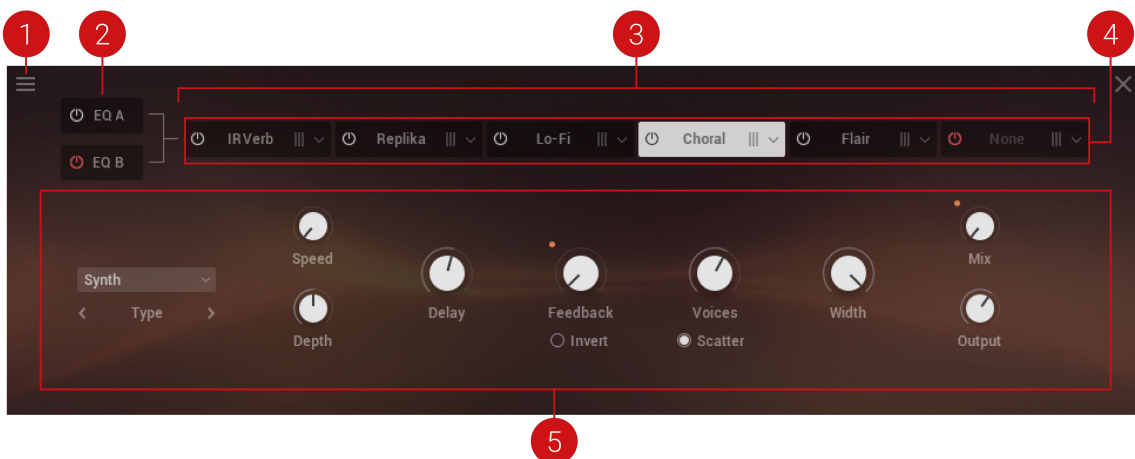 1
2
3
4
EQ A
IRVerb
Replika
Lo-Fi
Choral
Flair
None
EQ B
Speed
Mix
Synth
Type
Delay
Feedback
Voices
Width
Depth
Invert
Scatter
Output
5